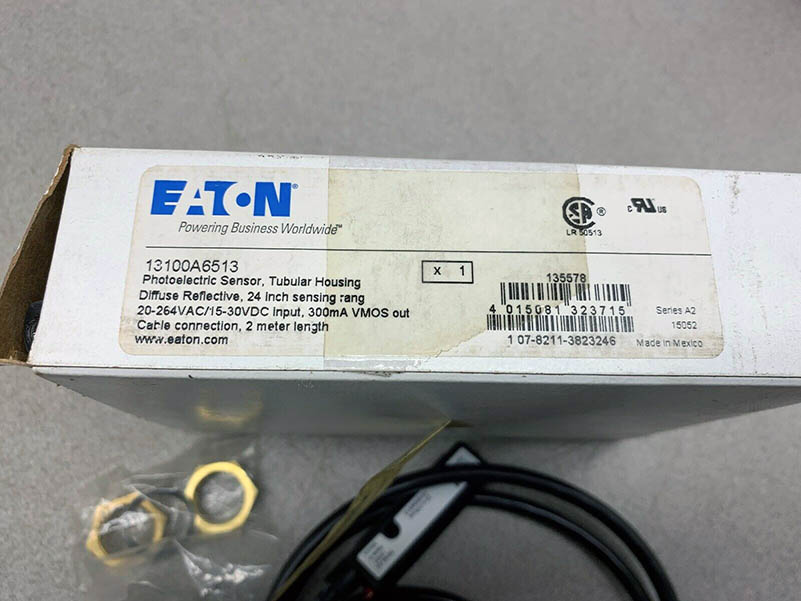 EATON
Powering Business Worldwide™
LR 50513
c RU US
13100A6513
Photoelectric Sensor, Tubular Housing
Diffuse Reflective, 24 inch sensing rang
20-264VAC/15-30VDC Input, 300mA VMOS out
Cable connection, 2 meter length
www.eaton.com
x 1
135578
4 015081 323715
1 07-8211-3823246
Series A2
15052
Made in Mexico